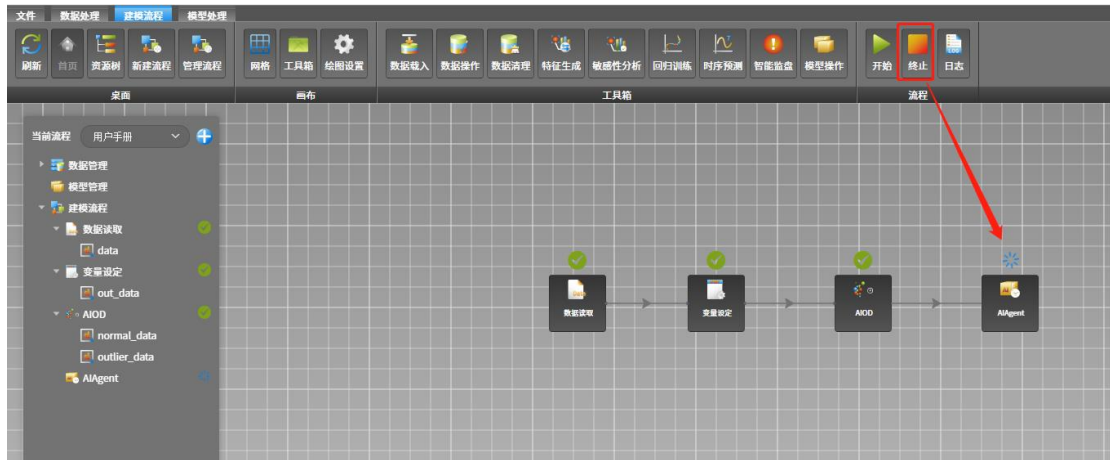 文件 数据处理 建模流程 模型处理
刷新 首页 资源树 新建流程 管理流程 网格 工具箱 绘图设置 数据载入 数据操作 数据清理 特征生成 敏感性分析 回归训练 时序预测 智能监盘 模型操作 开始 终止 日志
桌面 画布 工具箱 流程
当前流程 用户手册
数据管理
模型管理
建模流程
数据读取
data
变量设定
out_data
AIOD
normal_data
outlier_data
AIAgent
数据读取 变量设定 AIOD AIAgent